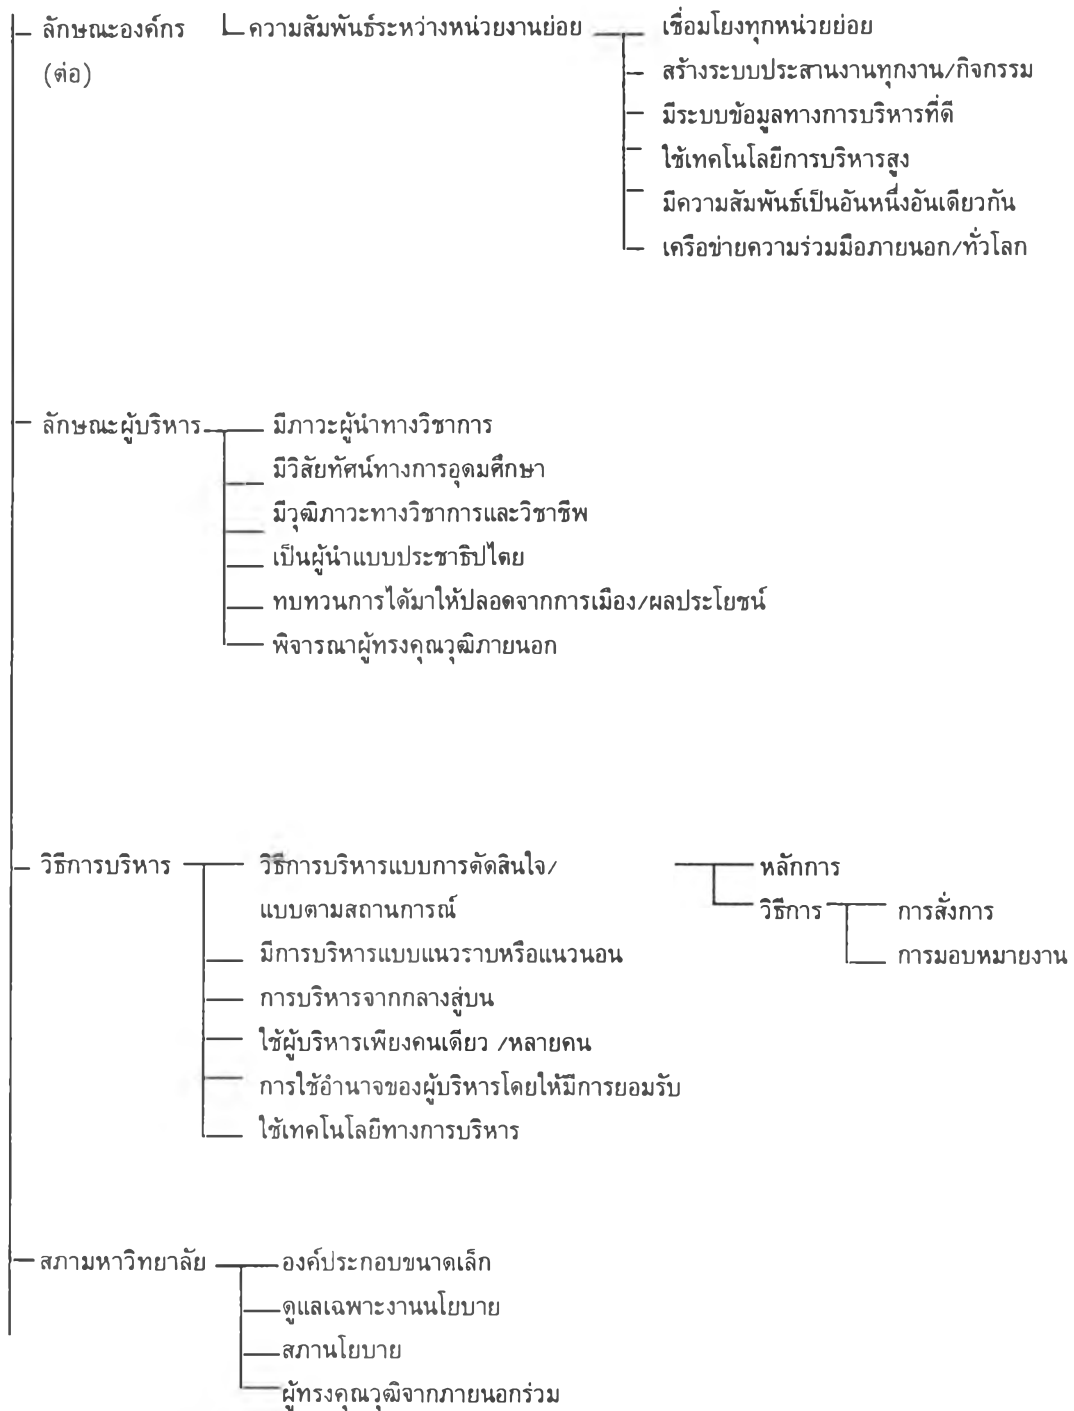 ลักษณะองค์กร ความสัมพันธ์ระหว่างหน่วยงานย่อย เชื่อมโยงทุกหน่วยย่อย
(ต่อ) สร้างระบบประสานงานทุกงาน/กิจกรรม
มีระบบข้อมูลทางการบริหารที่ดี
ใช้เทคโนโลยีการบริหารสูง
มีความสัมพันธ์เป็นอันหนึ่งอันเดียวกัน
เครือข่ายความร่วมมือภายนอก/ทั่วโลก
ลักษณะผู้บริหาร มีภาวะผู้นำทางวิชาการ
มีวิสัยทัศน์ทางการอุดมศึกษา
มีวุฒิภาวะทางวิชาการและวิชาชีพ
เป็นผู้นำแบบประชาธิปไตย
ทบทวนการได้มาให้ปลอดจากการเมือง/ผลประโยชน์
พิจารณาผู้ทรงคุณวุฒิภายนอก
วิธีการบริหาร วิธีการบริหารแบบการตัดสินใจ/ หลักการ
แบบตามสถานการณ์ วิธีการ การสั่งการ
มีการบริหารแบบแนวราบหรือแนวนอน การมอบหมายงาน
การบริหารจากกลางสู่บน
ใช้ผู้บริหารเพียงคนเดียว /หลายคน
การใช้อำนาจของผู้บริหารโดยให้มีการยอมรับ
ใช้เทคโนโลยีทางการบริหาร
สภามหาวิทยาลัย องค์ประกอบขนาดเล็ก
ดูแลเฉพาะงานนโยบาย
สภานโยบาย
ผู้ทรงคุณวุฒิจากภายนอกร่วม